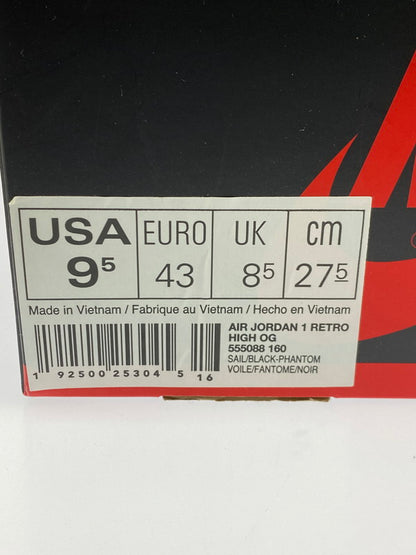 USA EURO UK cm
9⁵ 43 8⁵ 27⁵
Made in Vietnam / Fabrique au Vietnam / Hecho en Vietnam
AIR JORDAN 1 RETRO
HIGH OG
555088 160
SAIL/BLACK-PHANTOM
VOILE/FANTOME/NOIR
1 92500 25304 5 16